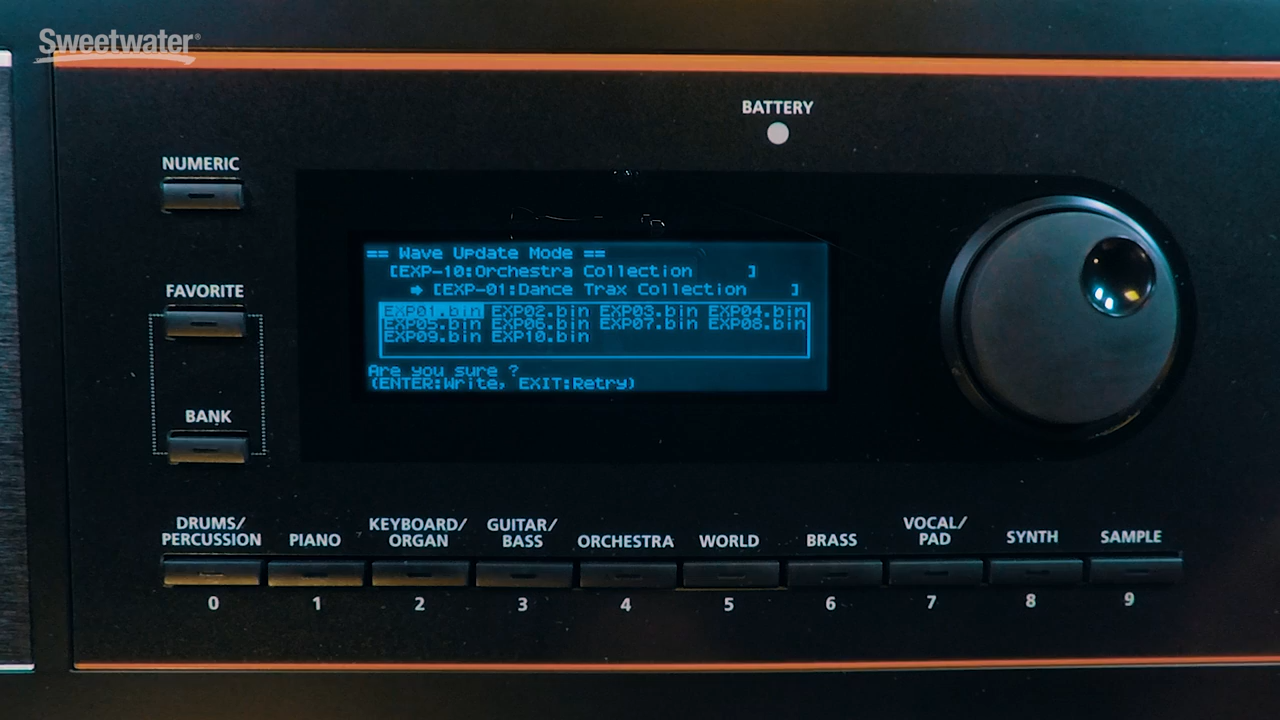 Sweetwater®
BATTERY
NUMERIC
== Wave Update Mode ==
[EXP-10:Orchestra Collection ]
➡ [EXP-01:Dance Trax Collection ]
FAVORITE
EXP01.bin EXP02.bin EXP03.bin EXP04.bin
EXP05.bin EXP06.bin EXP07.bin EXP08.bin
EXP09.bin EXP10.bin
Are you sure ?
(ENTER:Write, EXIT:Retry)
BANK
DRUMS/
PERCUSSION
PIANO
KEYBOARD/
ORGAN
GUITAR/
BASS
ORCHESTRA
WORLD
BRASS
VOCAL/
PAD
SYNTH
SAMPLE
0 1 2 3 4 5 6 7 8 9